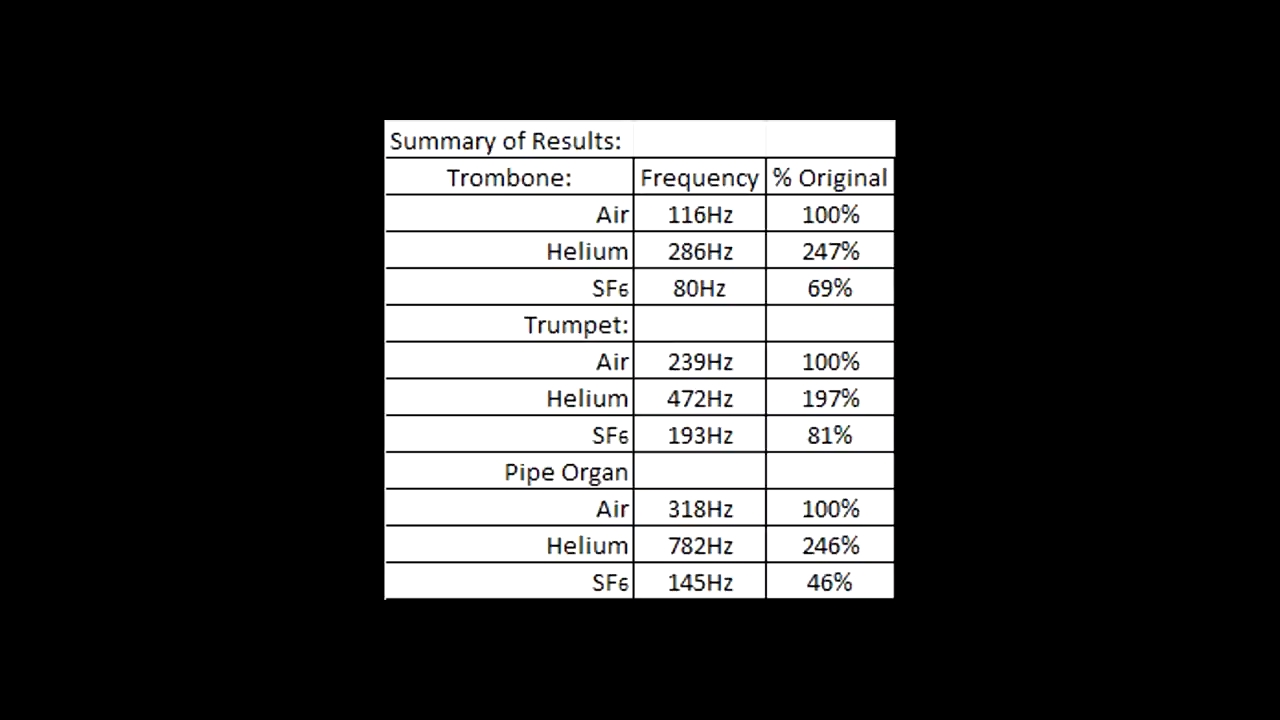 Summary of Results:
Trombone: Frequency % Original
Air 116Hz 100%
Helium 286Hz 247%
SF6 80Hz 69%
Trumpet:
Air 239Hz 100%
Helium 472Hz 197%
SF6 193Hz 81%
Pipe Organ
Air 318Hz 100%
Helium 782Hz 246%
SF6 145Hz 46%